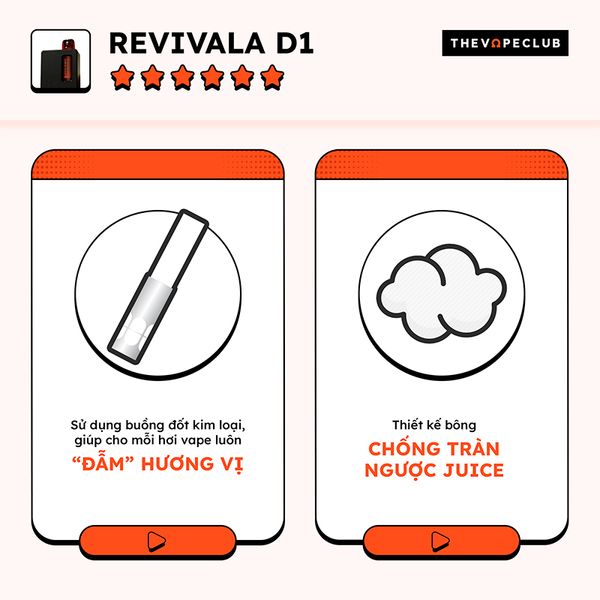 REVIVALA D1
THEVAPECLUB
Sử dụng buồng đốt kim loại,
giúp cho mỗi hơi vape luôn
“ĐẪM” HƯƠNG VỊ
Thiết kế bông
CHỐNG TRÀN
NGƯỢC JUICE